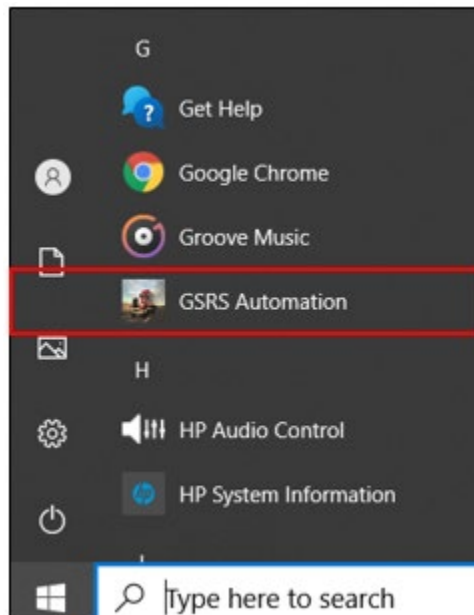 G
Get Help
Google Chrome
Groove Music
GSRS Automation
H
HP Audio Control
HP System Information
Type here to search